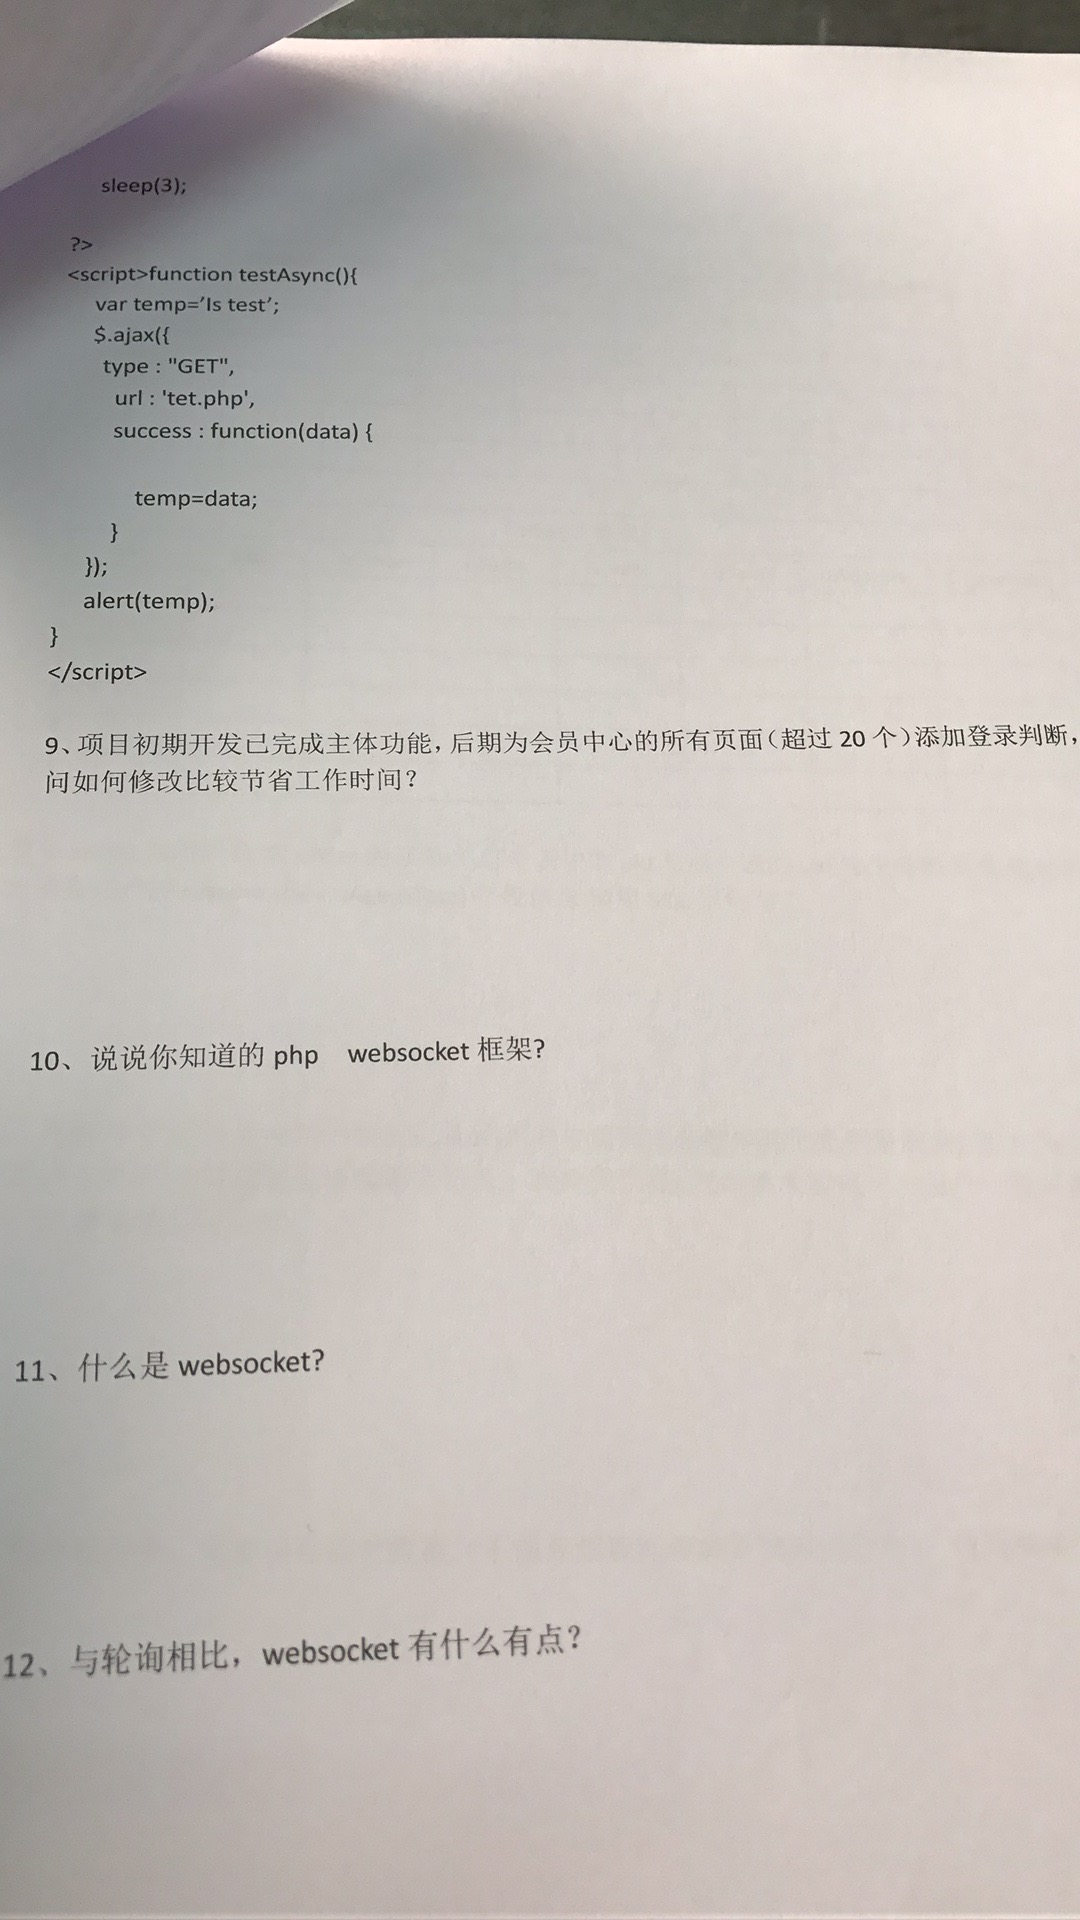 sleep(3);
?>
<script>function testAsync(){
var temp=’Is test’;
$.ajax({
type : "GET",
url : 'tet.php',
success : function(data) {
temp=data;
}
});
alert(temp);
}
</script>
9、项目初期开发已完成主体功能，后期为会员中心的所有页面（超过 20 个）添加登录判断，
问如何修改比较节省工作时间？
10、 说说你知道的 php websocket 框架?
11、什么是 websocket?
12、与轮询相比，websocket 有什么有点？